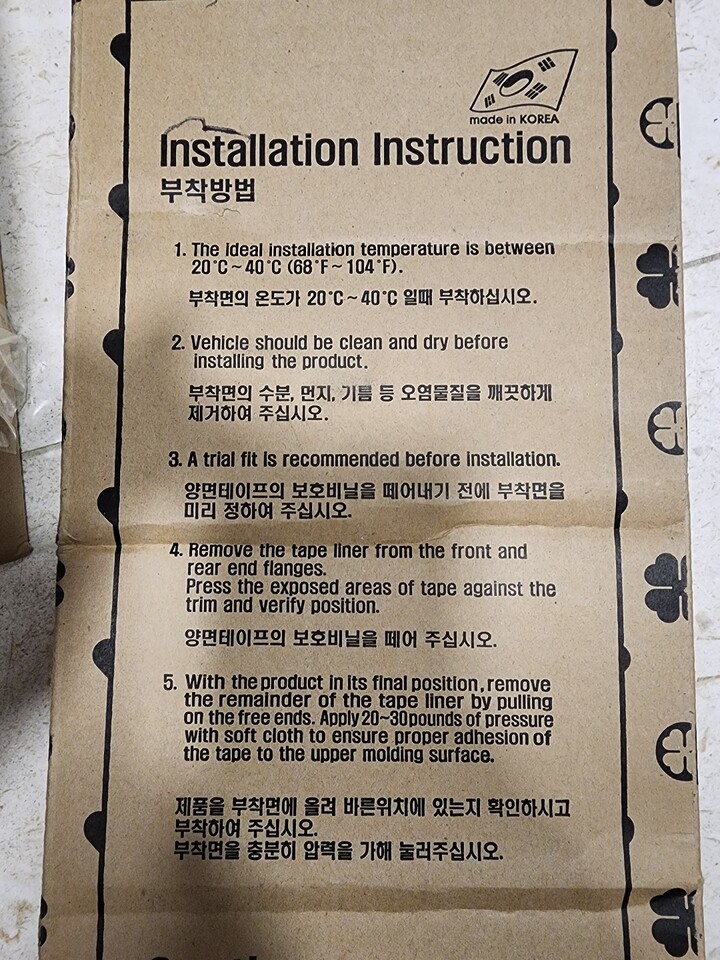 made in KOREA
Installation Instruction
부착방법
1. The ideal installation temperature is between
20°C ~ 40°C (68°F ~ 104°F).
부착면의 온도가 20°C ~ 40°C 일때 부착하십시오.
2. Vehicle should be clean and dry before
installing the product.
부착면의 수분, 먼지, 기름 등 오염물질을 깨끗하게
제거하여 주십시오.
3. A trial fit is recommended before installation.
양면테이프의 보호비닐을 떼어내기 전에 부착면을
미리 정하여 주십시오.
4. Remove the tape liner from the front and
rear end flanges.
Press the exposed areas of tape against the
trim and verify position.
양면테이프의 보호비닐을 떼어 주십시오.
5. With the product in its final position, remove
the remainder of the tape liner by pulling
on the free ends. Apply 20~30pounds of pressure
with soft cloth to ensure proper adhesion of
the tape to the upper molding surface.
제품을 부착면에 올려 바른위치에 있는지 확인하시고
부착하여 주십시오.
부착면을 충분히 압력을 가해 눌러주십시오.